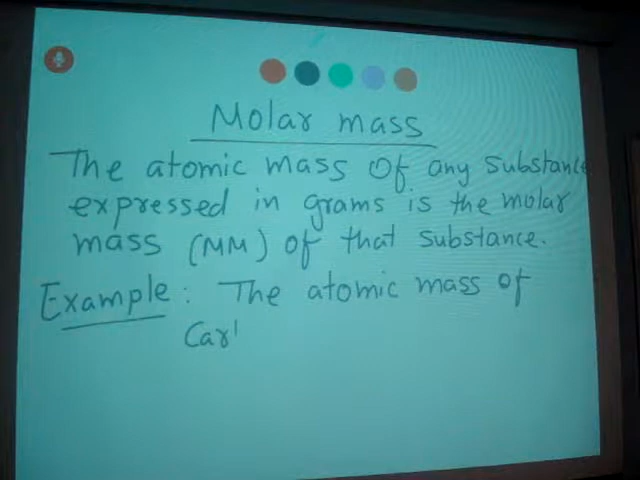 Molar mass
The atomic mass of any substance
expressed in grams is the molar
mass (MM) of that substance.
Example: The atomic mass of
Car